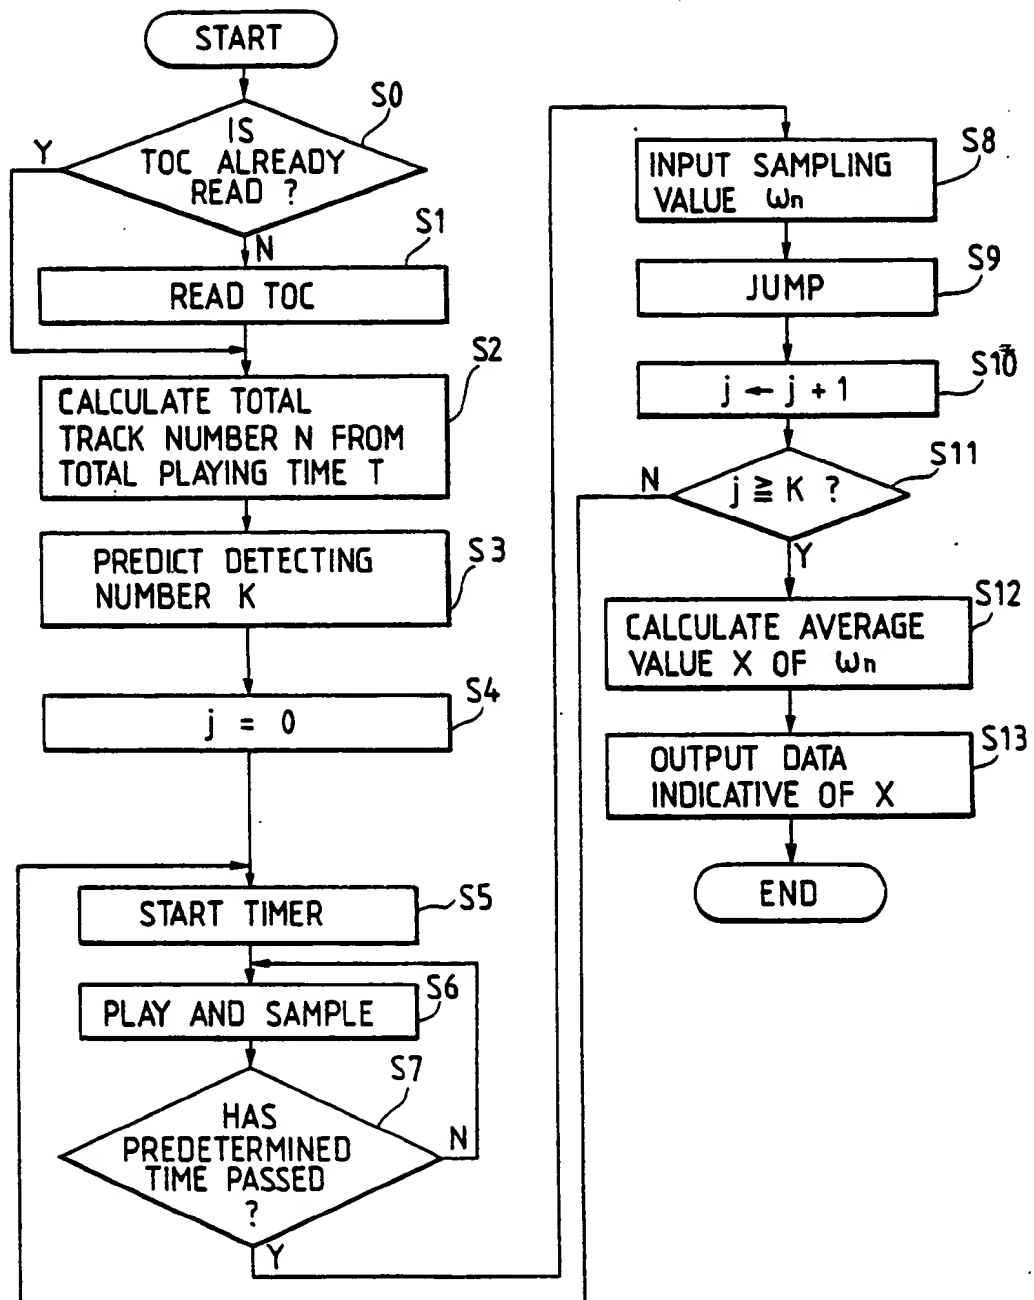 START
S0
IS
TOC ALREADY
READ ?
Y
N
S1
READ TOC
S2
CALCULATE TOTAL
TRACK NUMBER N FROM
TOTAL PLAYING TIME T
S3
PREDICT DETECTING
NUMBER K
S4
j = 0
S5
START TIMER
S6
PLAY AND SAMPLE
S7
HAS
PREDETERMINED
TIME PASSED
?
N
Y
S8
INPUT SAMPLING
VALUE ωn
S9
JUMP
S10
j ← j + 1
S11
j ≧ K ?
N
Y
S12
CALCULATE AVERAGE
VALUE X OF ωn
S13
OUTPUT DATA
INDICATIVE OF X
END